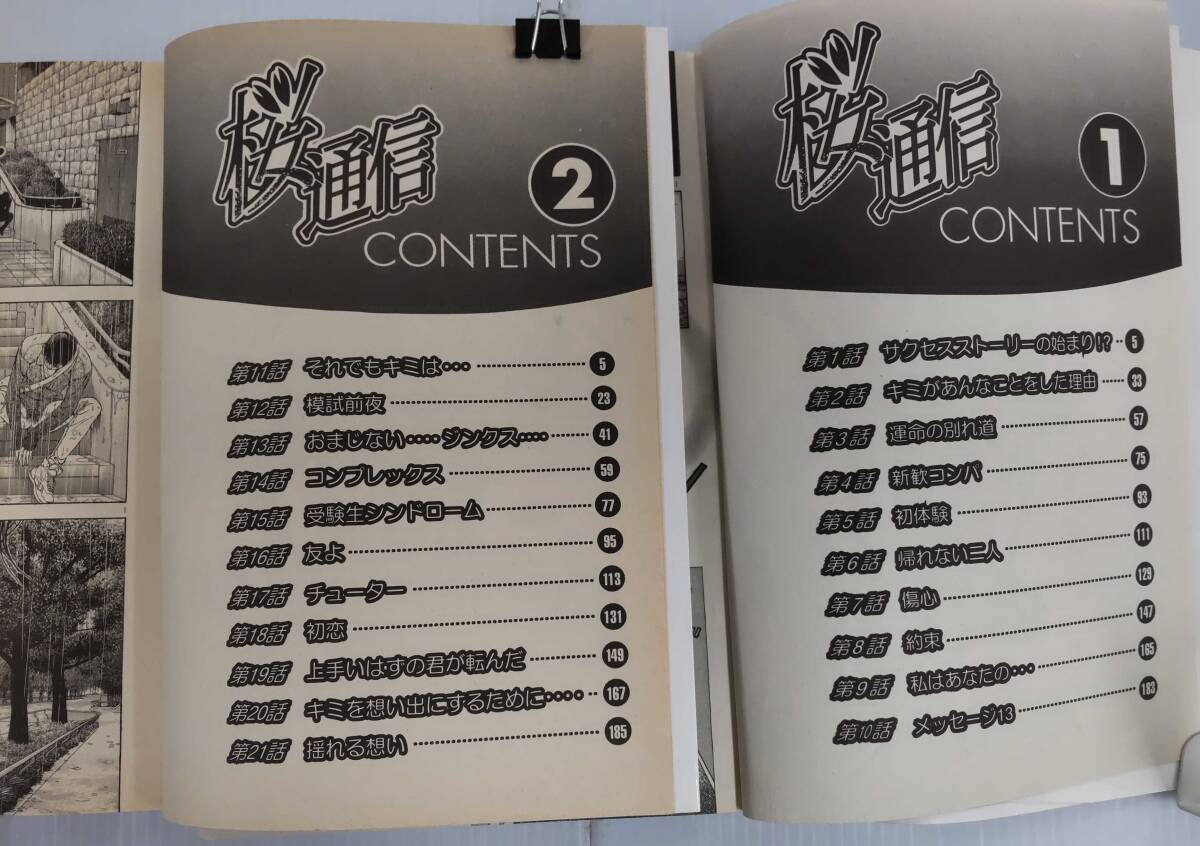 桜通信
2
CONTENTS
第11話 それでもキミは・・・ 5
第12話 模試前夜 23
第13話 おまじない・・・・・ジンクス・・・・ 41
第14話 コンプレックス 59
第15話 受験生シンドローム 77
第16話 友よ 95
第17話 チューター 113
第18話 初恋 131
第19話 上手いはずの君が転んだ 149
第20話 キミを想い出にするために・・・・ 167
第21話 揺れる想い 185
桜通信
1
CONTENTS
第1話 サクセスストーリーの始まり!? 5
第2話 キミがあんなことをした理由 33
第3話 運命の別れ道 57
第4話 新歓コンパ 75
第5話 初体験 93
第6話 帰れない二人 111
第7話 傷心 129
第8話 約束 147
第9話 私はあなたの・・・ 165
第10話 メッセージ13 183